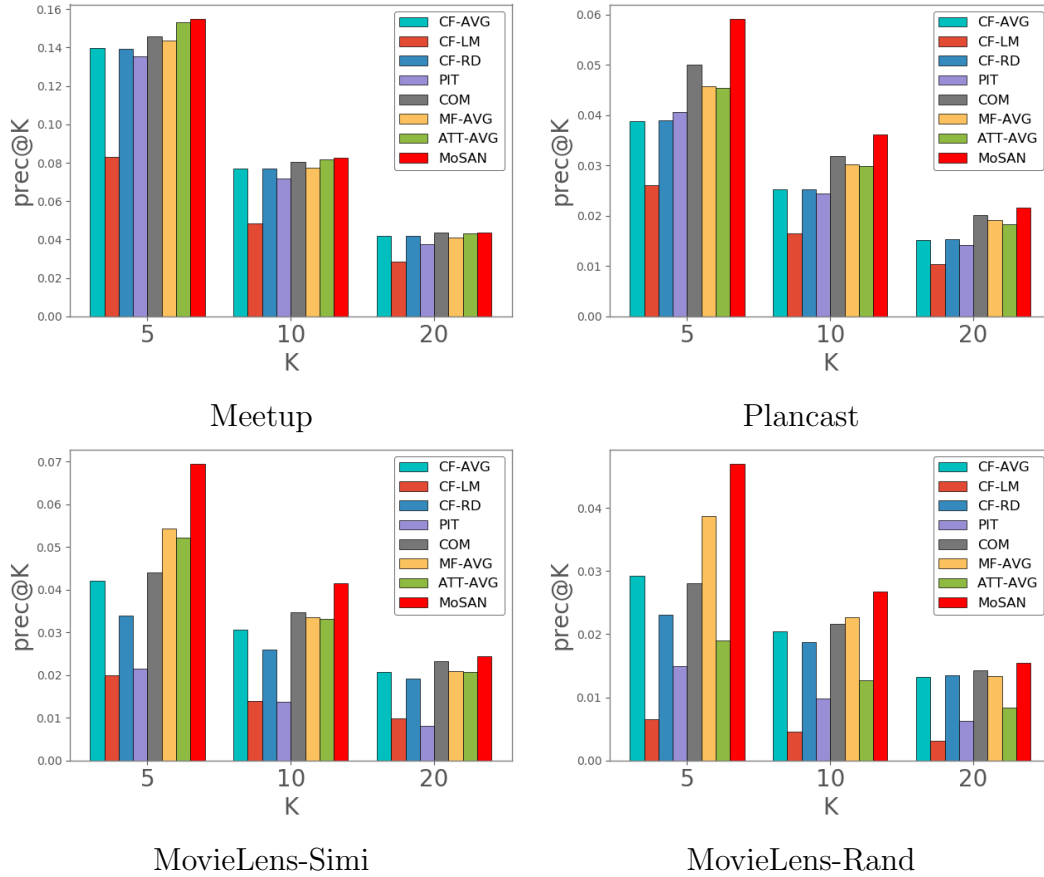 0.16
0.14
0.12
0.10
0.08
0.06
0.04
0.02
0.00
prec@K
5 10 20
K
CF-AVG
CF-LM
CF-RD
PIT
COM
MF-AVG
ATT-AVG
MoSAN
Meetup
0.06
0.05
0.04
0.03
0.02
0.01
0.00
prec@K
5 10 20
K
CF-AVG
CF-LM
CF-RD
PIT
COM
MF-AVG
ATT-AVG
MoSAN
Plancast
0.07
0.06
0.05
0.04
0.03
0.02
0.01
0.00
prec@K
5 10 20
K
CF-AVG
CF-LM
CF-RD
PIT
COM
MF-AVG
ATT-AVG
MoSAN
MovieLens-Simi
0.04
0.03
0.02
0.01
0.00
prec@K
5 10 20
K
CF-AVG
CF-LM
CF-RD
PIT
COM
MF-AVG
ATT-AVG
MoSAN
MovieLens-Rand